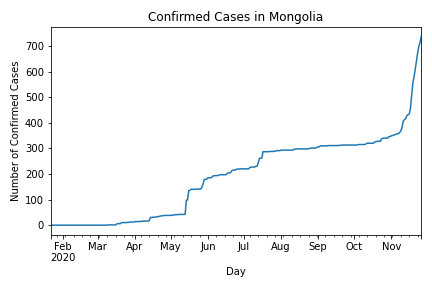 Confirmed Cases in Mongolia
Number of Confirmed Cases
700
600
500
400
300
200
100
0
Feb Mar Apr May Jun Jul Aug Sep Oct Nov
2020
Day